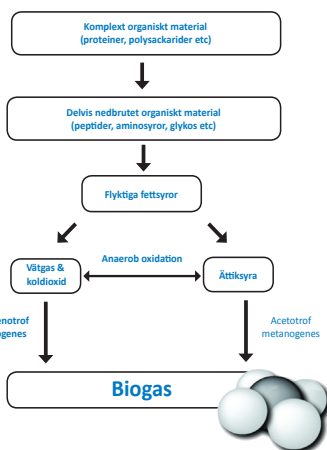 Komplext organiskt material
(proteiner, polysackarider etc)
Delvis nedbrutet organiskt material
(peptider, aminosyror, glykos etc)
Flyktiga fettsyror
Anaerob oxidation
Vätgas &
koldioxid
Ättiksyra
Acetotrof
metanogenes
Biogas